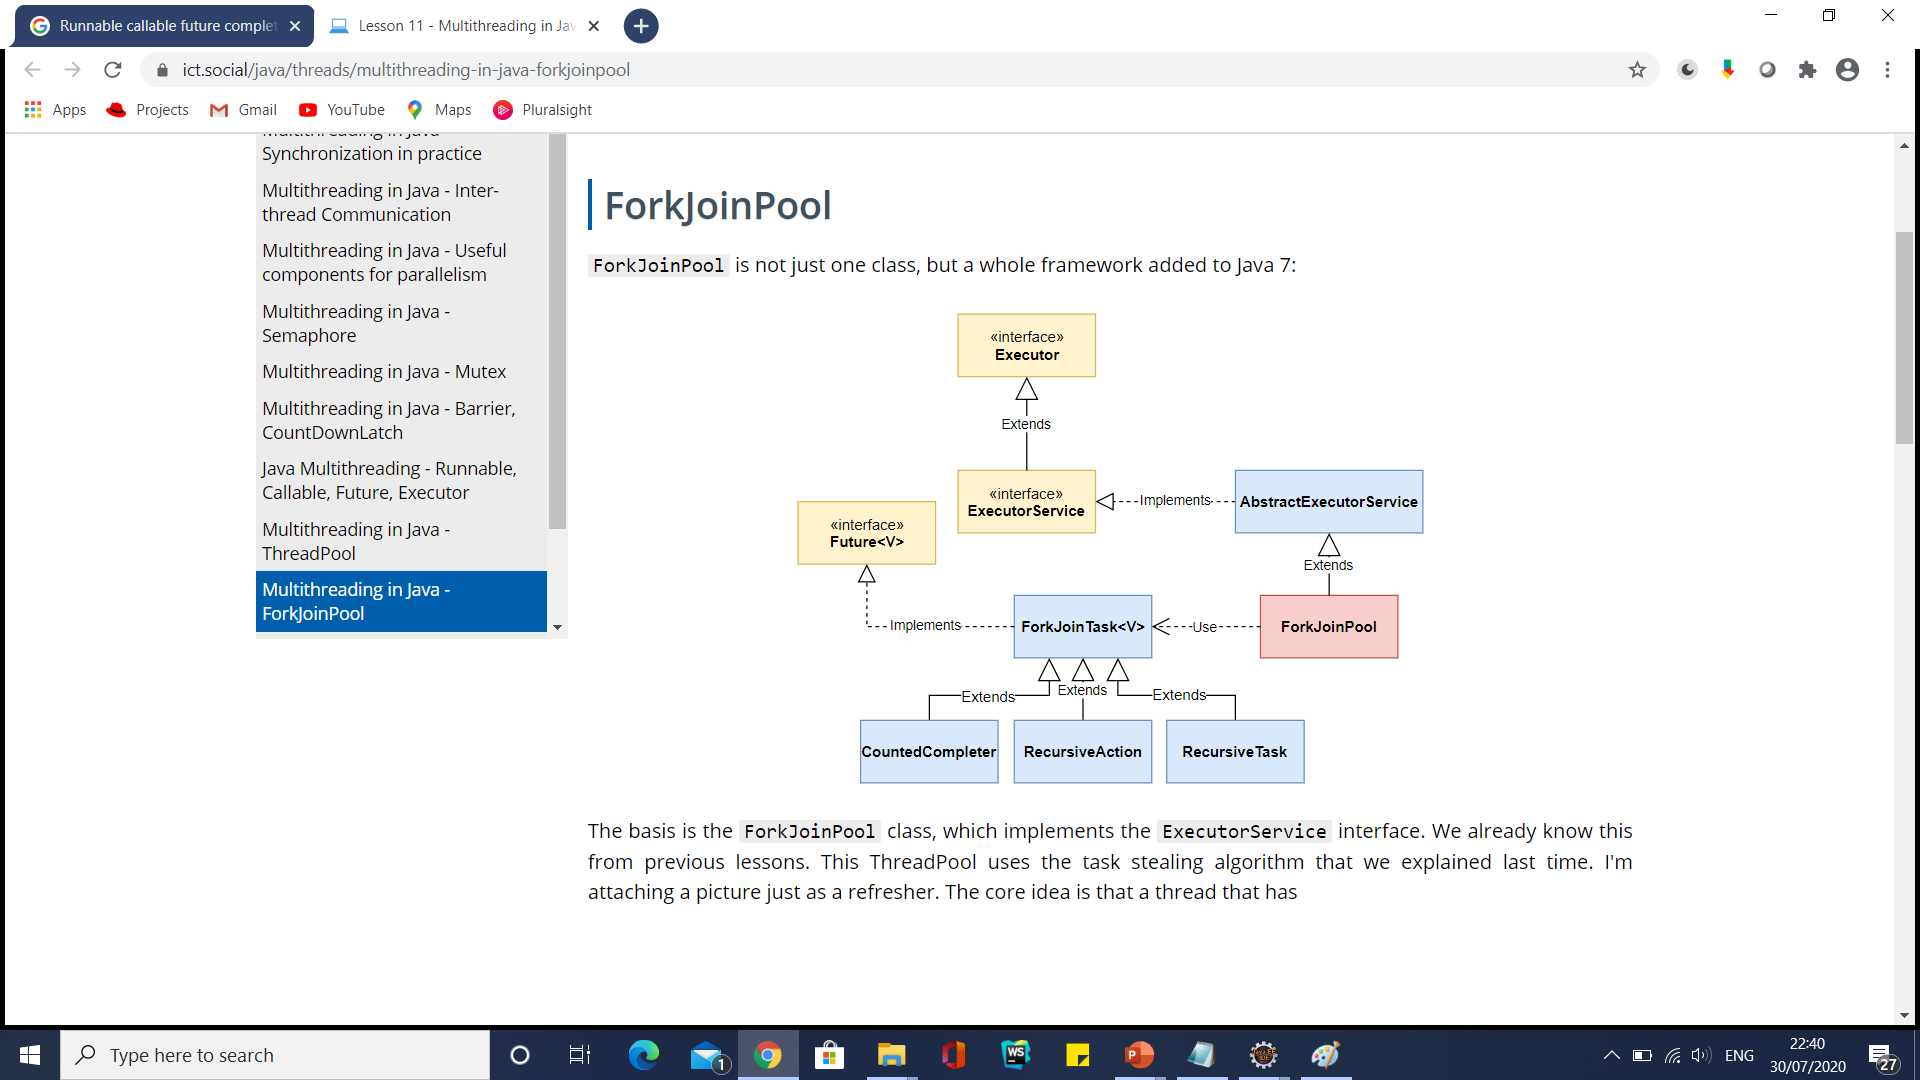 Runnable callable future complet
Lesson 11 - Multithreading in Jav
ict.social/java/threads/multithreading-in-java-forkjoinpool
Apps
Projects
Gmail
YouTube
Maps
Pluralsight
Multithreading in Java -
Synchronization in practice
Multithreading in Java - Inter-
thread Communication
Multithreading in Java - Useful
components for parallelism
Multithreading in Java -
Semaphore
Multithreading in Java - Mutex
Multithreading in Java - Barrier,
CountDownLatch
Java Multithreading - Runnable,
Callable, Future, Executor
Multithreading in Java -
ThreadPool
Multithreading in Java -
ForkJoinPool
ForkJoinPool
ForkJoinPool is not just one class, but a whole framework added to Java 7:
«interface»
Executor
Extends
«interface»
ExecutorService
Implements
AbstractExecutorService
«interface»
Future<V>
Extends
Implements
ForkJoinTask<V>
Use
ForkJoinPool
Extends
Extends
Extends
CountedCompleter
RecursiveAction
RecursiveTask
The basis is the ForkJoinPool class, which implements the ExecutorService interface. We already know this
from previous lessons. This ThreadPool uses the task stealing algorithm that we explained last time. I'm
attaching a picture just as a refresher. The core idea is that a thread that has
Type here to search
1
WS
P
ENG
22:40
30/07/2020
27